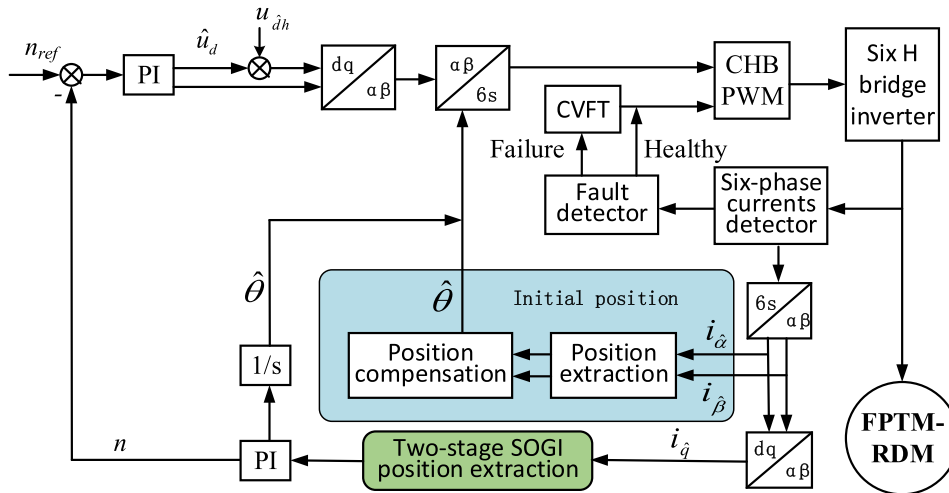 n_ref
-
PI
û_d
u_d̂h
dq
αβ
αβ
6s
CHB
PWM
Six H
bridge
inverter
CVFT
Failure
Healthy
Fault
detector
Six-phase
currents
detector
6s
αβ
θ̂
θ̂
Initial position
Position
compensation
Position
extraction
i_α̂
i_β̂
1/s
n
PI
Two-stage SOGI
position extraction
i_q̂
dq
αβ
FPTM-
RDM